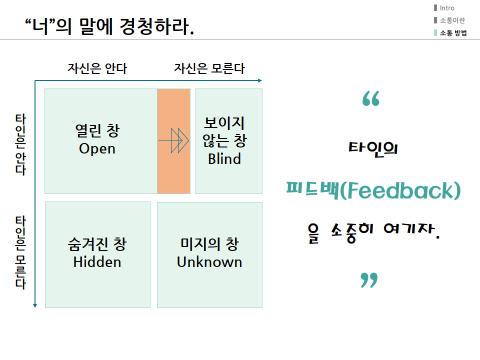 “너”의 말에 경청하라.
Intro
소통이란
소통 방법
자신은 안다
자신은 모른다
타인은 안다
타인은 모른다
열린 창
Open
보이지
않는 창
Blind
숨겨진 창
Hidden
미지의 창
Unknown
“
타인의
피드백(Feedback)
을 소중히 여기자.
”